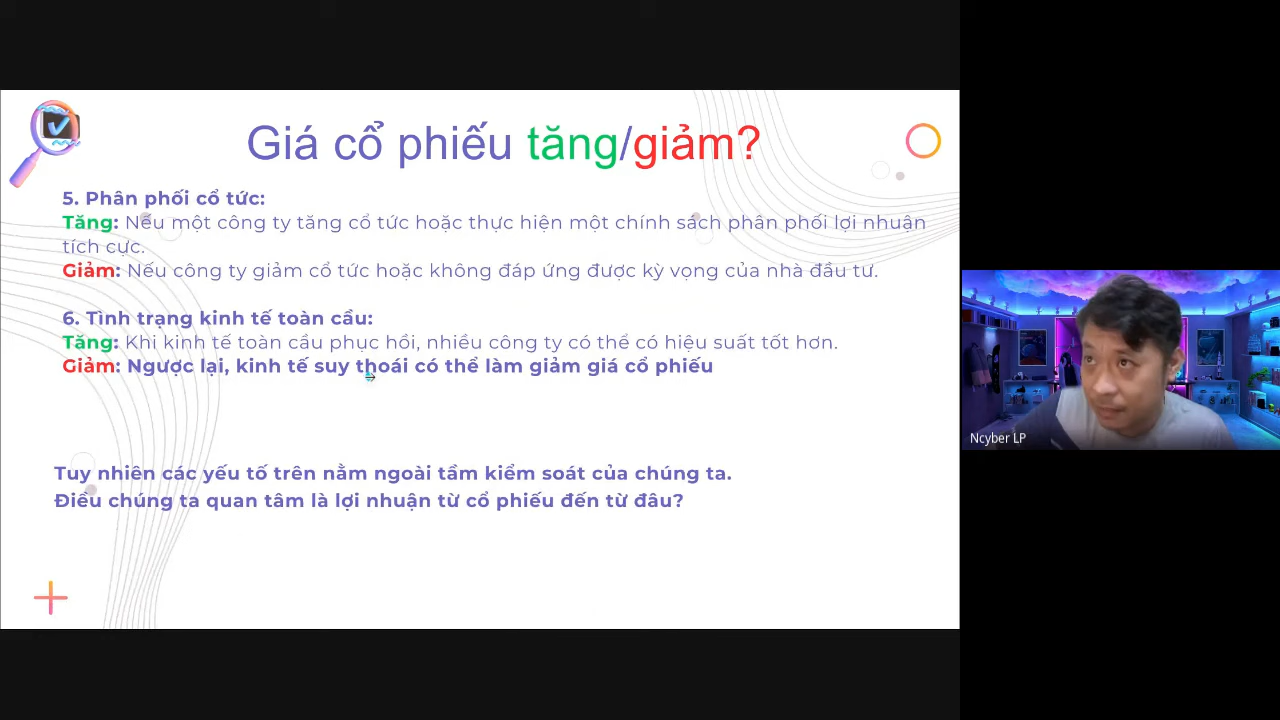 Giá cổ phiếu tăng/giảm?
5. Phân phối cổ tức:
Tăng: Nếu một công ty tăng cổ tức hoặc thực hiện một chính sách phân phối lợi nhuận
tích cực.
Giảm: Nếu công ty giảm cổ tức hoặc không đáp ứng được kỳ vọng của nhà đầu tư.
6. Tình trạng kinh tế toàn cầu:
Tăng: Khi kinh tế toàn cầu phục hồi, nhiều công ty có thể có hiệu suất tốt hơn.
Giảm: Ngược lại, kinh tế suy thoái có thể làm giảm giá cổ phiếu
Tuy nhiên các yếu tố trên nằm ngoài tầm kiểm soát của chúng ta.
Điều chúng ta quan tâm là lợi nhuận từ cổ phiếu đến từ đâu?
Ncyber LP